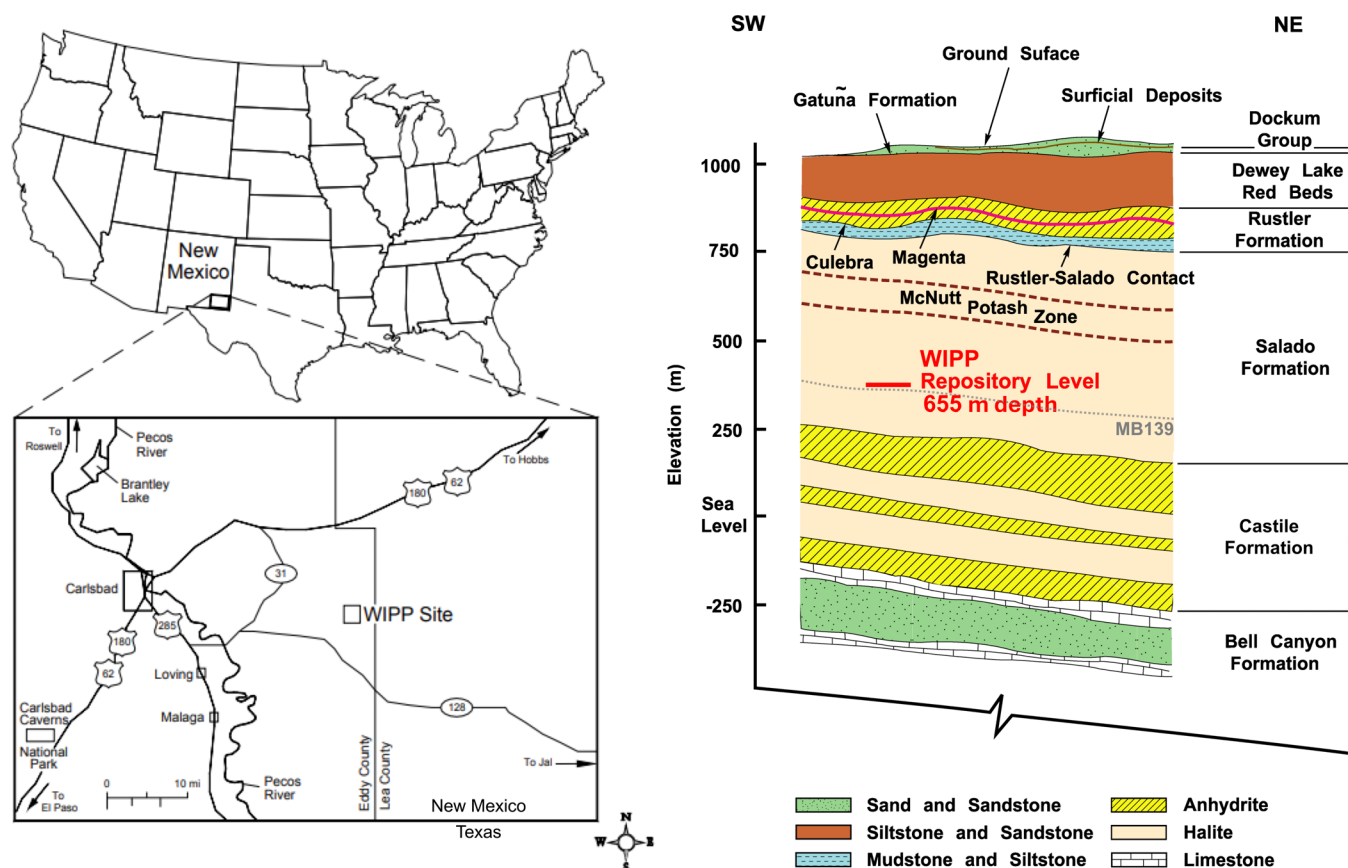 New
Mexico
To
Roswell
Pecos
River
Brantley
Lake
To Hobbs
180
62
Carlsbad
31
WIPP Site
285
180
62
Loving
Malaga
128
Carlsbad
Caverns
National
Park
0 10 mi
Eddy County
Lea County
To Jal
To
El Paso
Pecos
River
New Mexico
Texas
N
W E
S
SW NE
Ground Suface
Gatuña Formation
Surficial Deposits
Dockum
Group
Dewey Lake
Red Beds
Rustler
Formation
Salado
Formation
Castile
Formation
Bell Canyon
Formation
Elevation (m)
1000
750
500
250
Sea
Level
-250
Culebra
Magenta
Rustler-Salado Contact
McNutt
Potash
Zone
WIPP
Repository Level
655 m depth
MB139
Sand and Sandstone
Siltstone and Sandstone
Mudstone and Siltstone
Anhydrite
Halite
Limestone